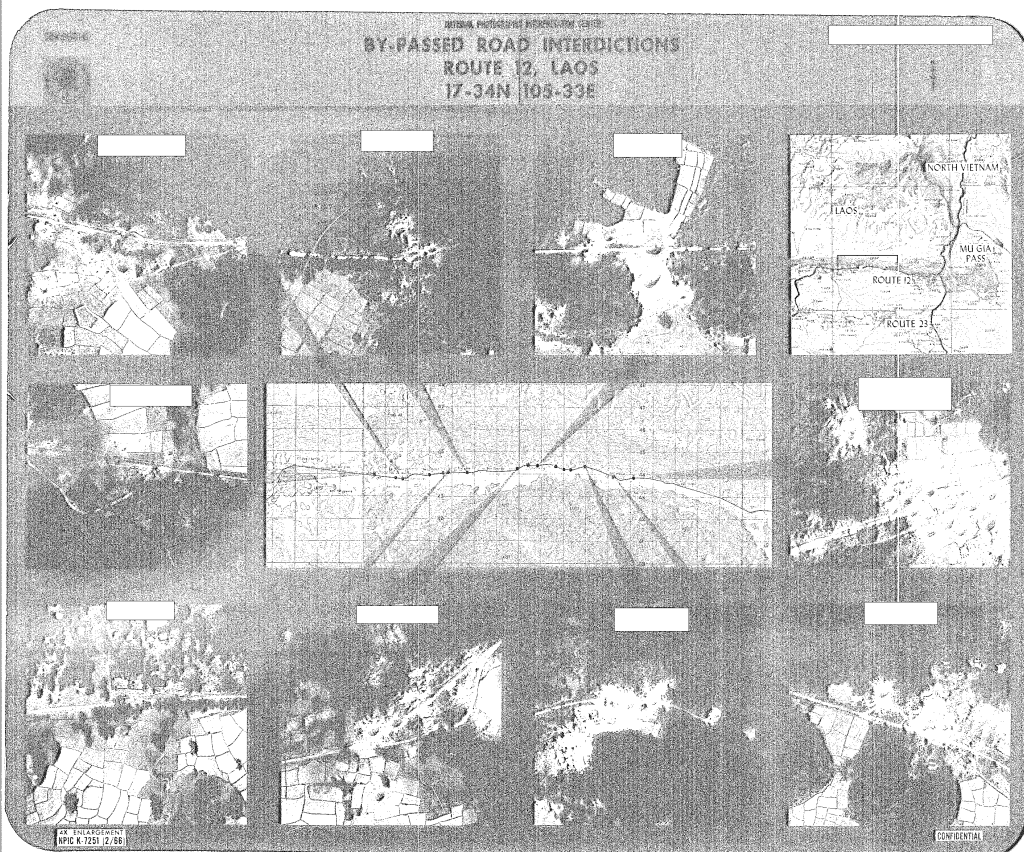 NATIONAL PHOTOGRAPHIC INTERPRETATION CENTER
BY-PASSED ROAD INTERDICTIONS
ROUTE 12, LAOS
17-34N 105-33E
NORTH VIETNAM
LAOS
MU GIA
PASS
ROUTE 12
ROUTE 23
4X ENLARGEMENT
NPIC K-7251 (2/66)
CONFIDENTIAL